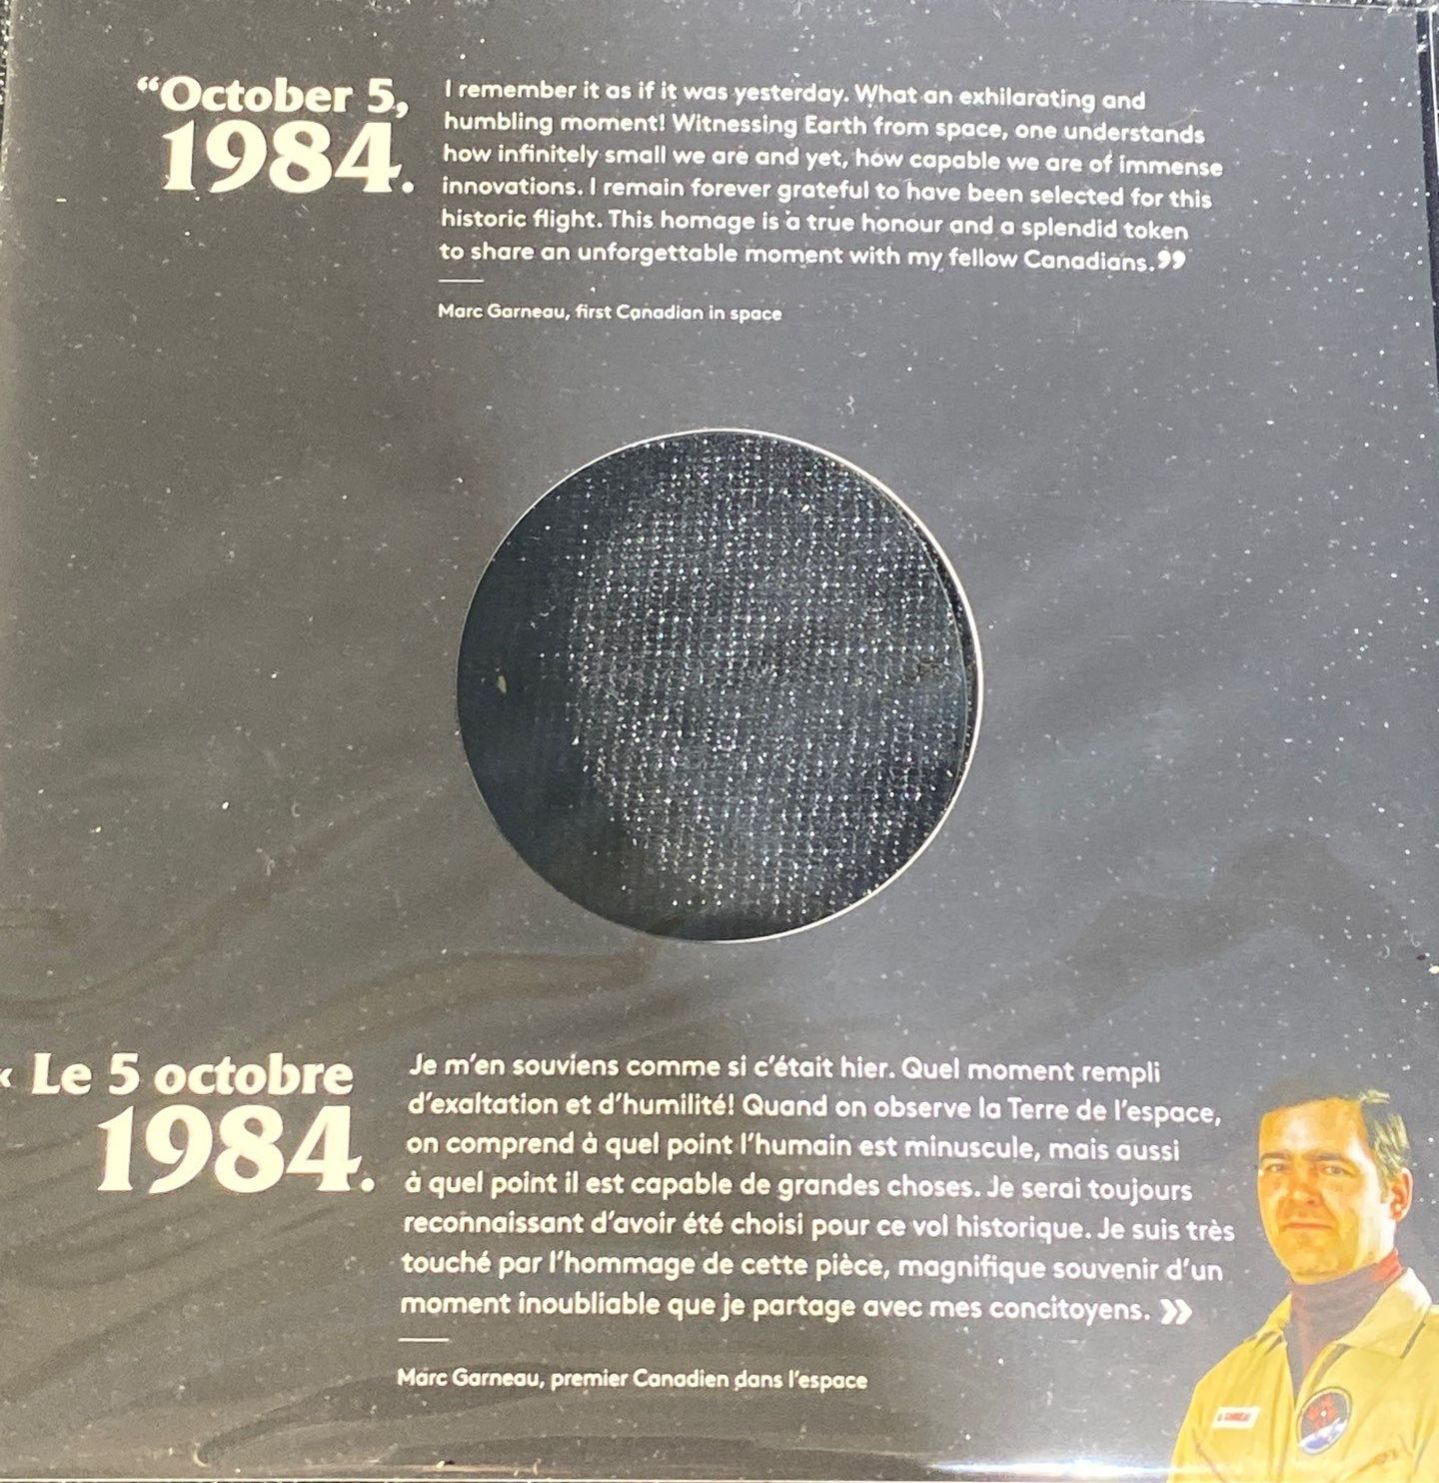 “October 5,
1984.
I remember it as if it was yesterday. What an exhilarating and
humbling moment! Witnessing Earth from space, one understands
how infinitely small we are and yet, how capable we are of immense
innovations. I remain forever grateful to have been selected for this
historic flight. This homage is a true honour and a splendid token
to share an unforgettable moment with my fellow Canadians.”
Marc Garneau, first Canadian in space
« Le 5 octobre
1984.
Je m’en souviens comme si c’était hier. Quel moment rempli
d’exaltation et d’humilité! Quand on observe la Terre de l’espace,
on comprend à quel point l’humain est minuscule, mais aussi
à quel point il est capable de grandes choses. Je serai toujours
reconnaissant d’avoir été choisi pour ce vol historique. Je suis très
touché par l’hommage de cette pièce, magnifique souvenir d’un
moment inoubliable que je partage avec mes concitoyens. »
Marc Garneau, premier Canadien dans l’espace